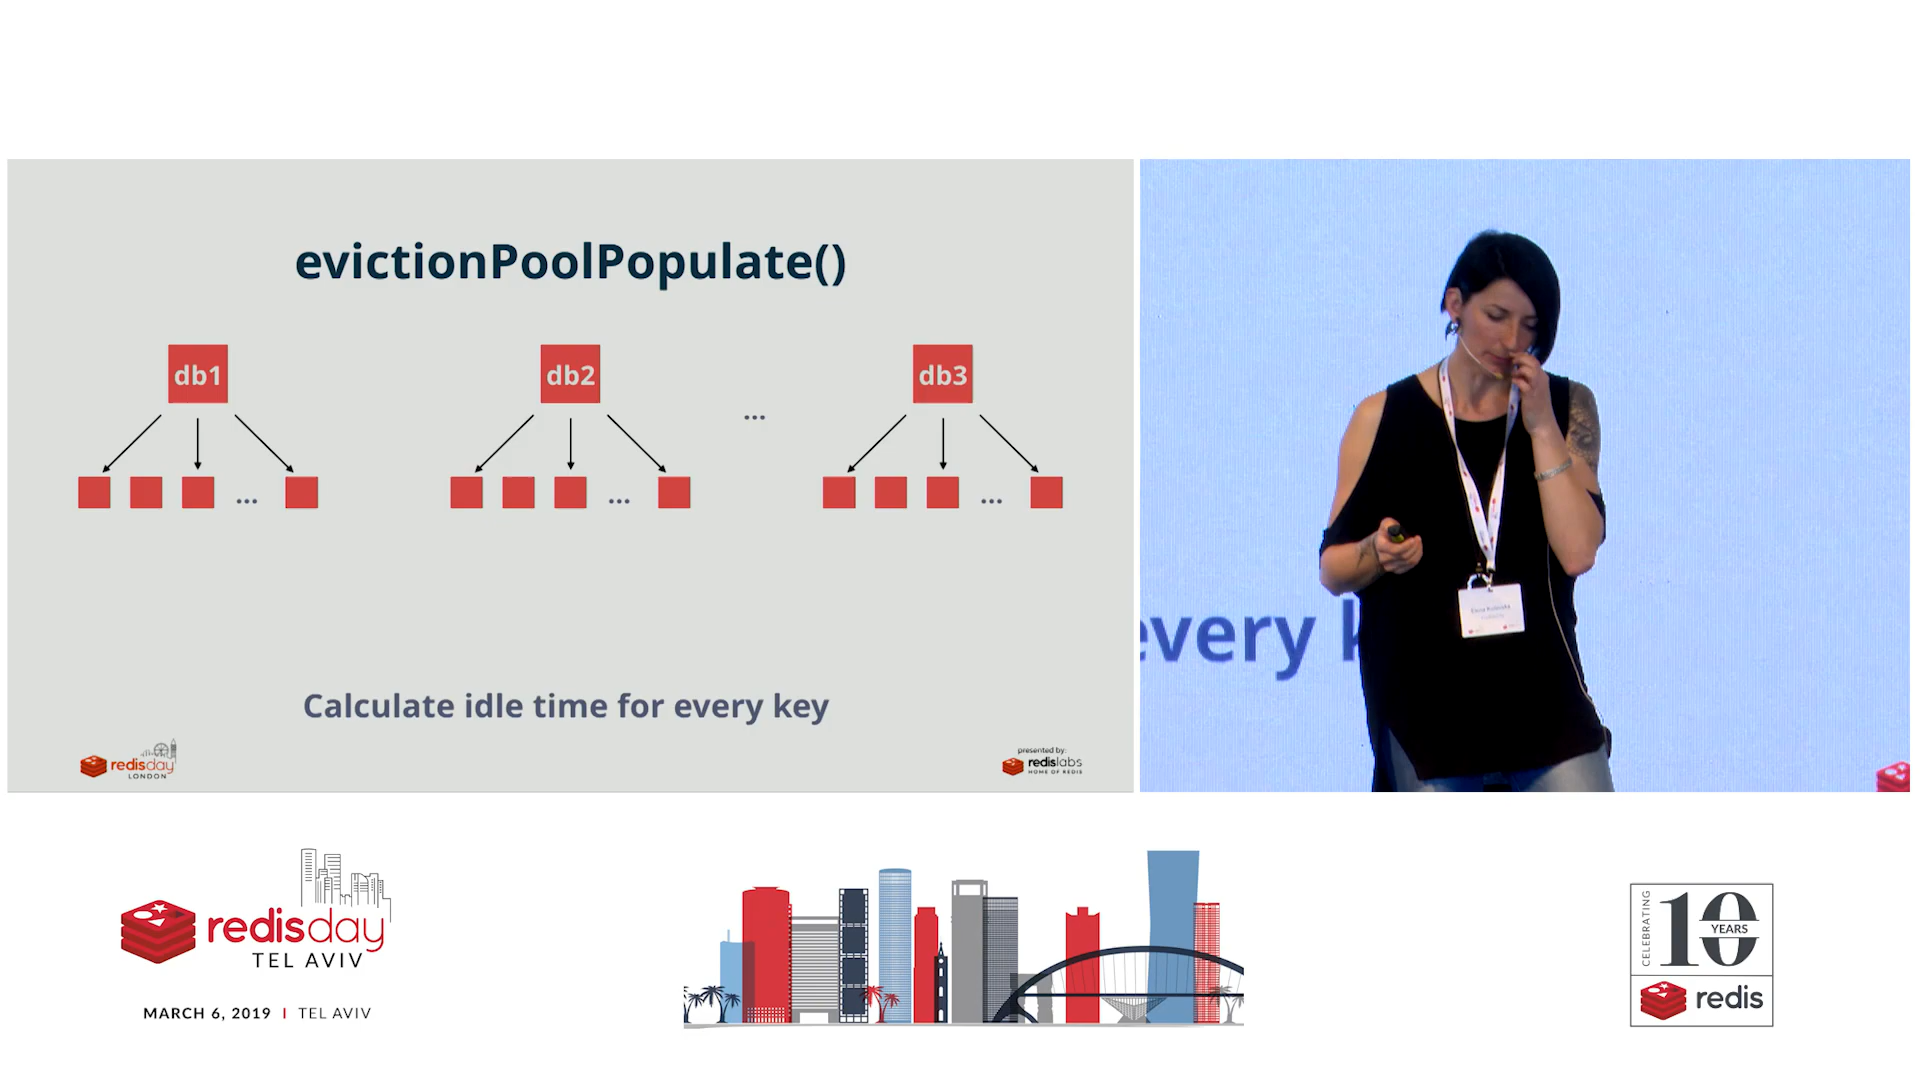 evictionPoolPopulate()
db1
db2
db3
...
... ... ...
Calculate idle time for every key
redisday
LONDON
presented by:
redislabs
HOME OF REDIS
every k
redisday
TEL AVIV
MARCH 6, 2019 | TEL AVIV
CELEBRATING
10
YEARS
redis